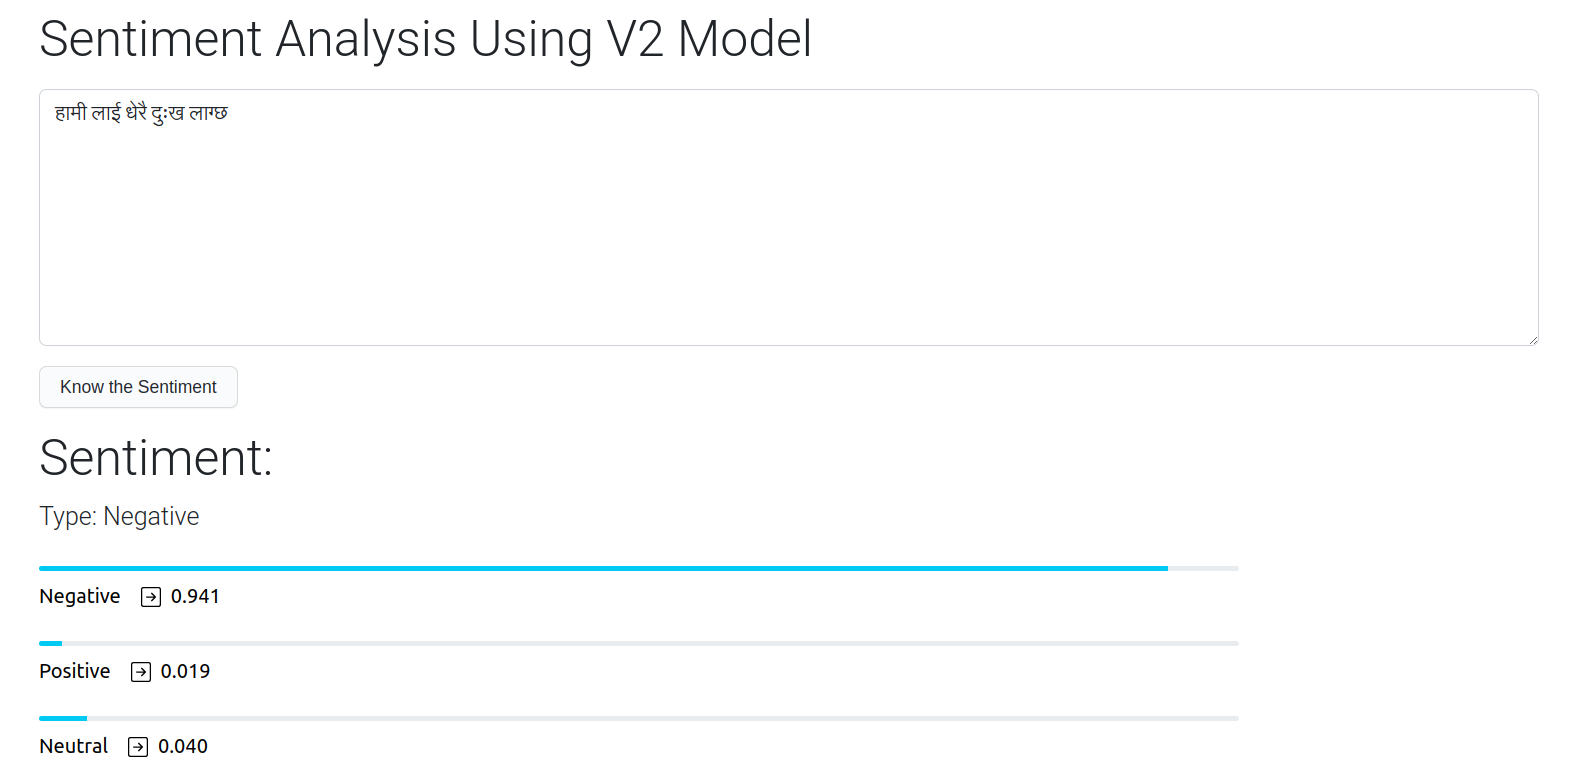 Sentiment Analysis Using V2 Model
हामी लाई धेरै दुःख लाग्छ
Know the Sentiment
Sentiment:
Type: Negative
Negative 0.941
Positive 0.019
Neutral 0.040